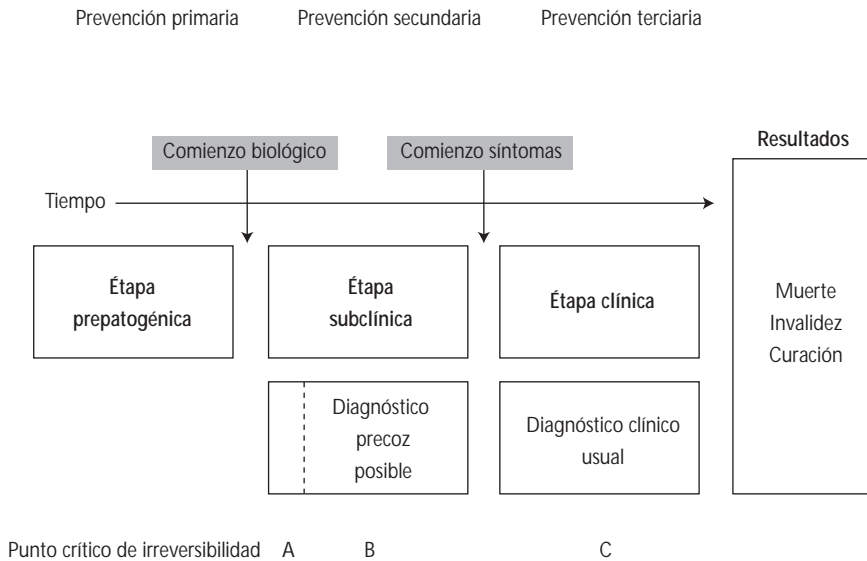 Prevención primaria
Prevención secundaria
Prevención terciaria
Comienzo biológico
Comienzo síntomas
Resultados
Tiempo
Étapa
prepatogénica
Étapa
subclínica
Étapa clínica
Muerte
Invalidez
Curación
Diagnóstico
precoz
posible
Diagnóstico clínico
usual
Punto crítico de irreversibilidad A B C